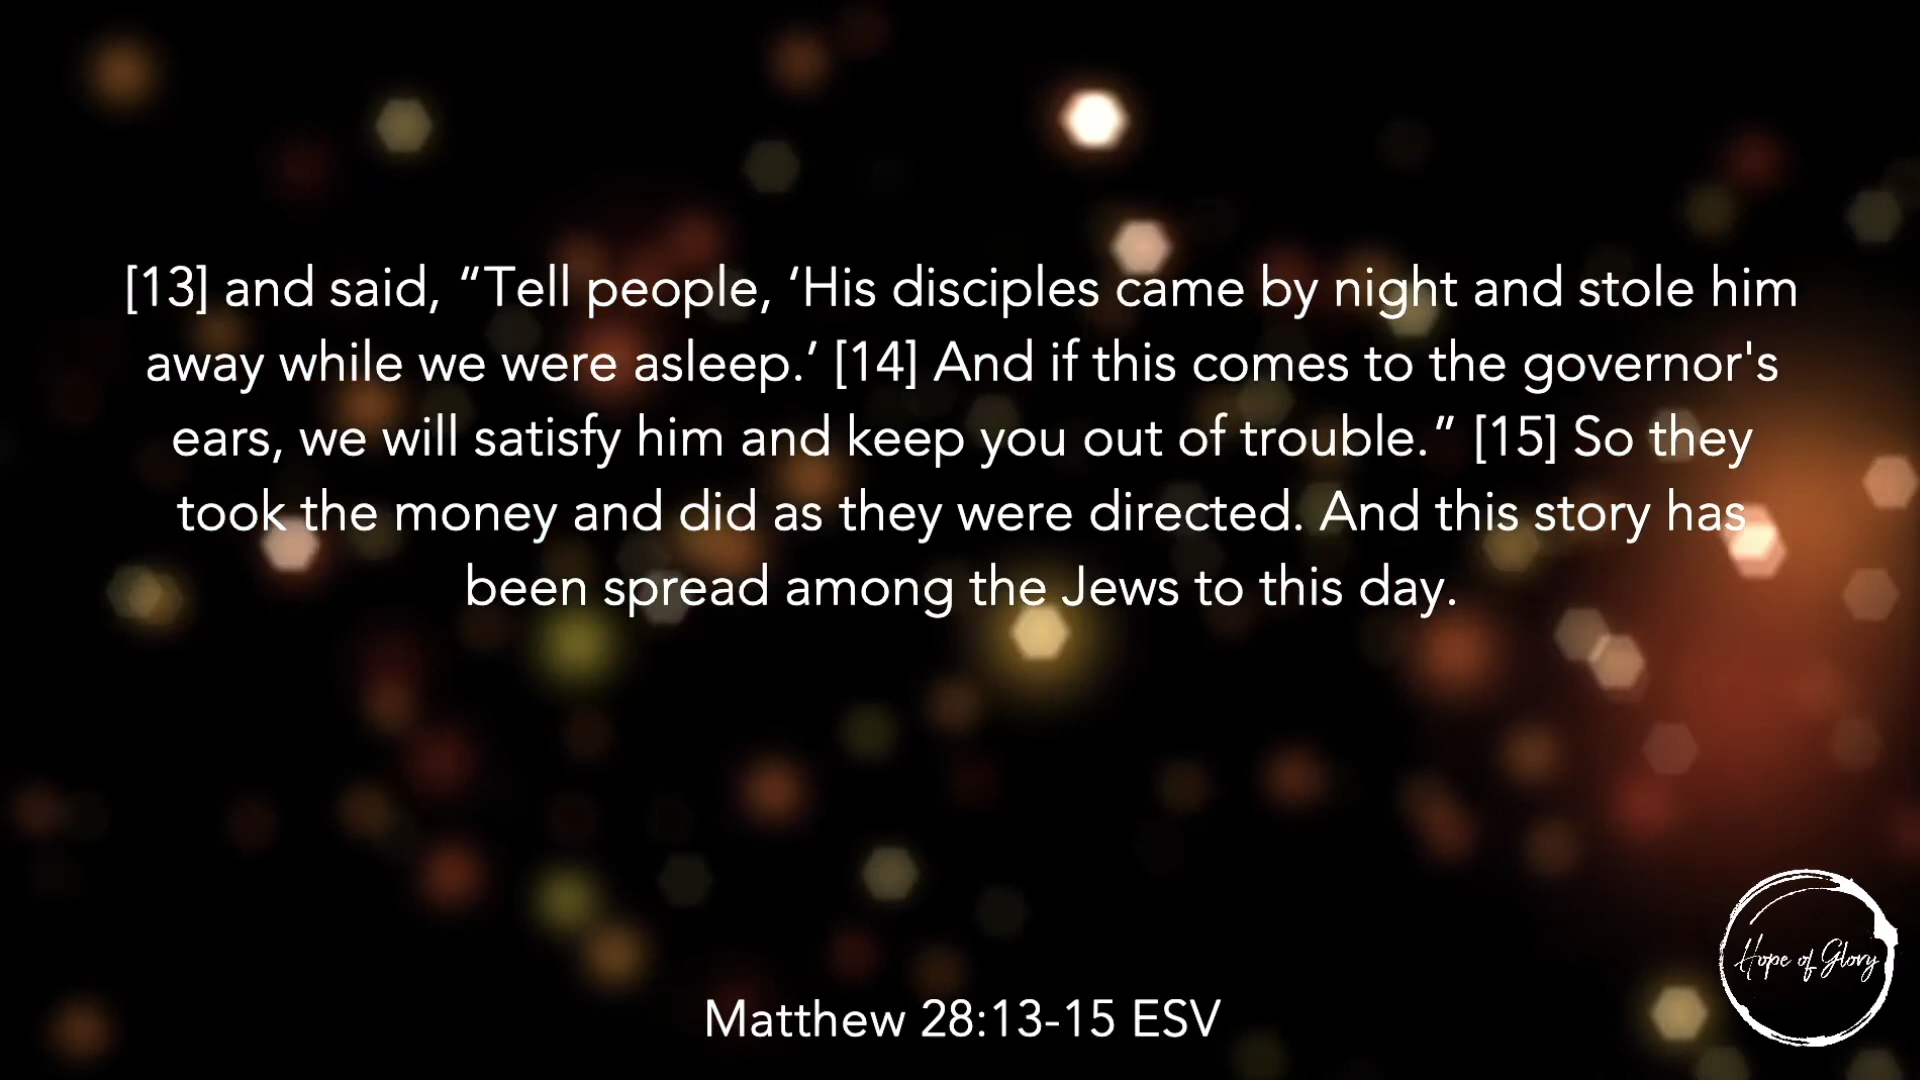 [13] and said, “Tell people, ‘His disciples came by night and stole him
away while we were asleep.’ [14] And if this comes to the governor's
ears, we will satisfy him and keep you out of trouble.” [15] So they
took the money and did as they were directed. And this story has
been spread among the Jews to this day.
Hope of Glory
Matthew 28:13-15 ESV